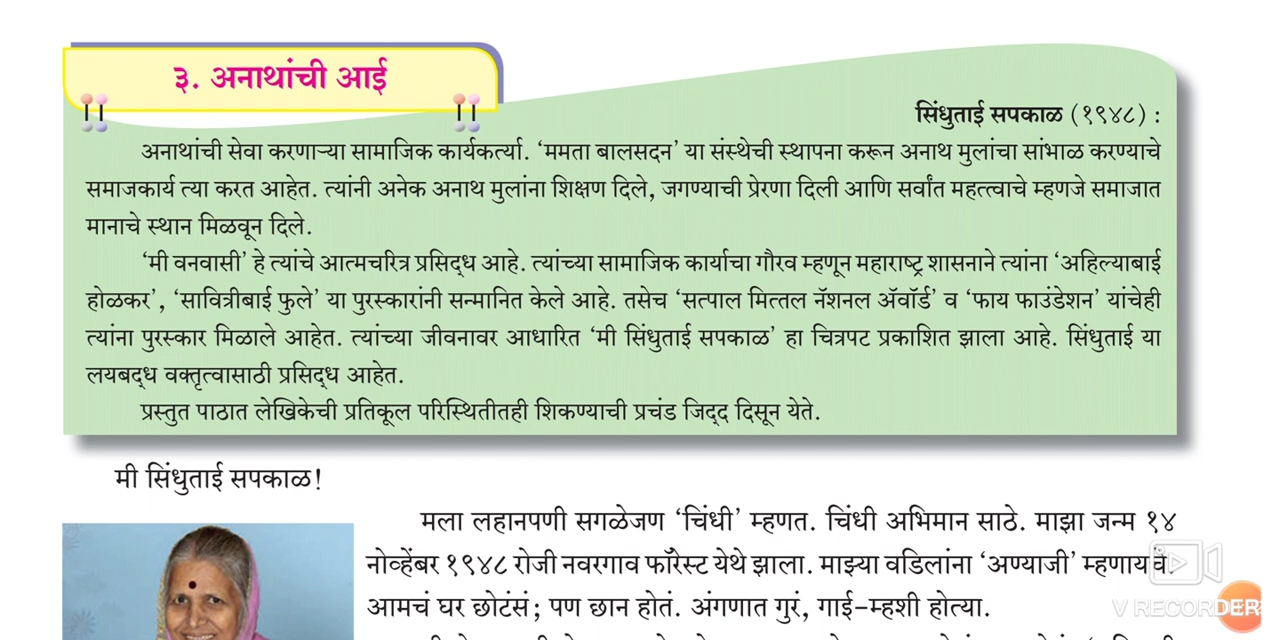 ३. अनाथांची आई
सिंधुताई सपकाळ (१९४८) :
अनाथांची सेवा करणाऱ्या सामाजिक कार्यकर्त्या. ‘ममता बालसदन’ या संस्थेची स्थापना करून अनाथ मुलांचा सांभाळ करण्याचे
समाजकार्य त्या करत आहेत. त्यांनी अनेक अनाथ मुलांना शिक्षण दिले, जगण्याची प्रेरणा दिली आणि सर्वांत महत्त्वाचे म्हणजे समाजात
मानाचे स्थान मिळवून दिले.
‘मी वनवासी’ हे त्यांचे आत्मचरित्र प्रसिद्ध आहे. त्यांच्या सामाजिक कार्याचा गौरव म्हणून महाराष्ट्र शासनाने त्यांना ‘अहिल्याबाई
होळकर’, ‘सावित्रीबाई फुले’ या पुरस्कारांनी सन्मानित केले आहे. तसेच ‘सत्पाल मित्तल नॅशनल ॲवॉर्ड’ व ‘फाय फाउंडेशन’ यांचेही
त्यांना पुरस्कार मिळाले आहेत. त्यांच्या जीवनावर आधारित ‘मी सिंधुताई सपकाळ’ हा चित्रपट प्रकाशित झाला आहे. सिंधुताई या
लयबद्ध वक्तृत्वासाठी प्रसिद्ध आहेत.
प्रस्तुत पाठात लेखिकेची प्रतिकूल परिस्थितीतही शिकण्याची प्रचंड जिद्द दिसून येते.
मी सिंधुताई सपकाळ!
मला लहानपणी सगळेजण ‘चिंधी’ म्हणत. चिंधी अभिमान साठे. माझा जन्म १४
नोव्हेंबर १९४८ रोजी नवरगाव फॉरेस्ट येथे झाला. माझ्या वडिलांना ‘अण्याजी’ म्हणायचे.
आमचं घर छोटंसं; पण छान होतं. अंगणात गुरं, गाई-म्हशी होत्या.
V RECORDER